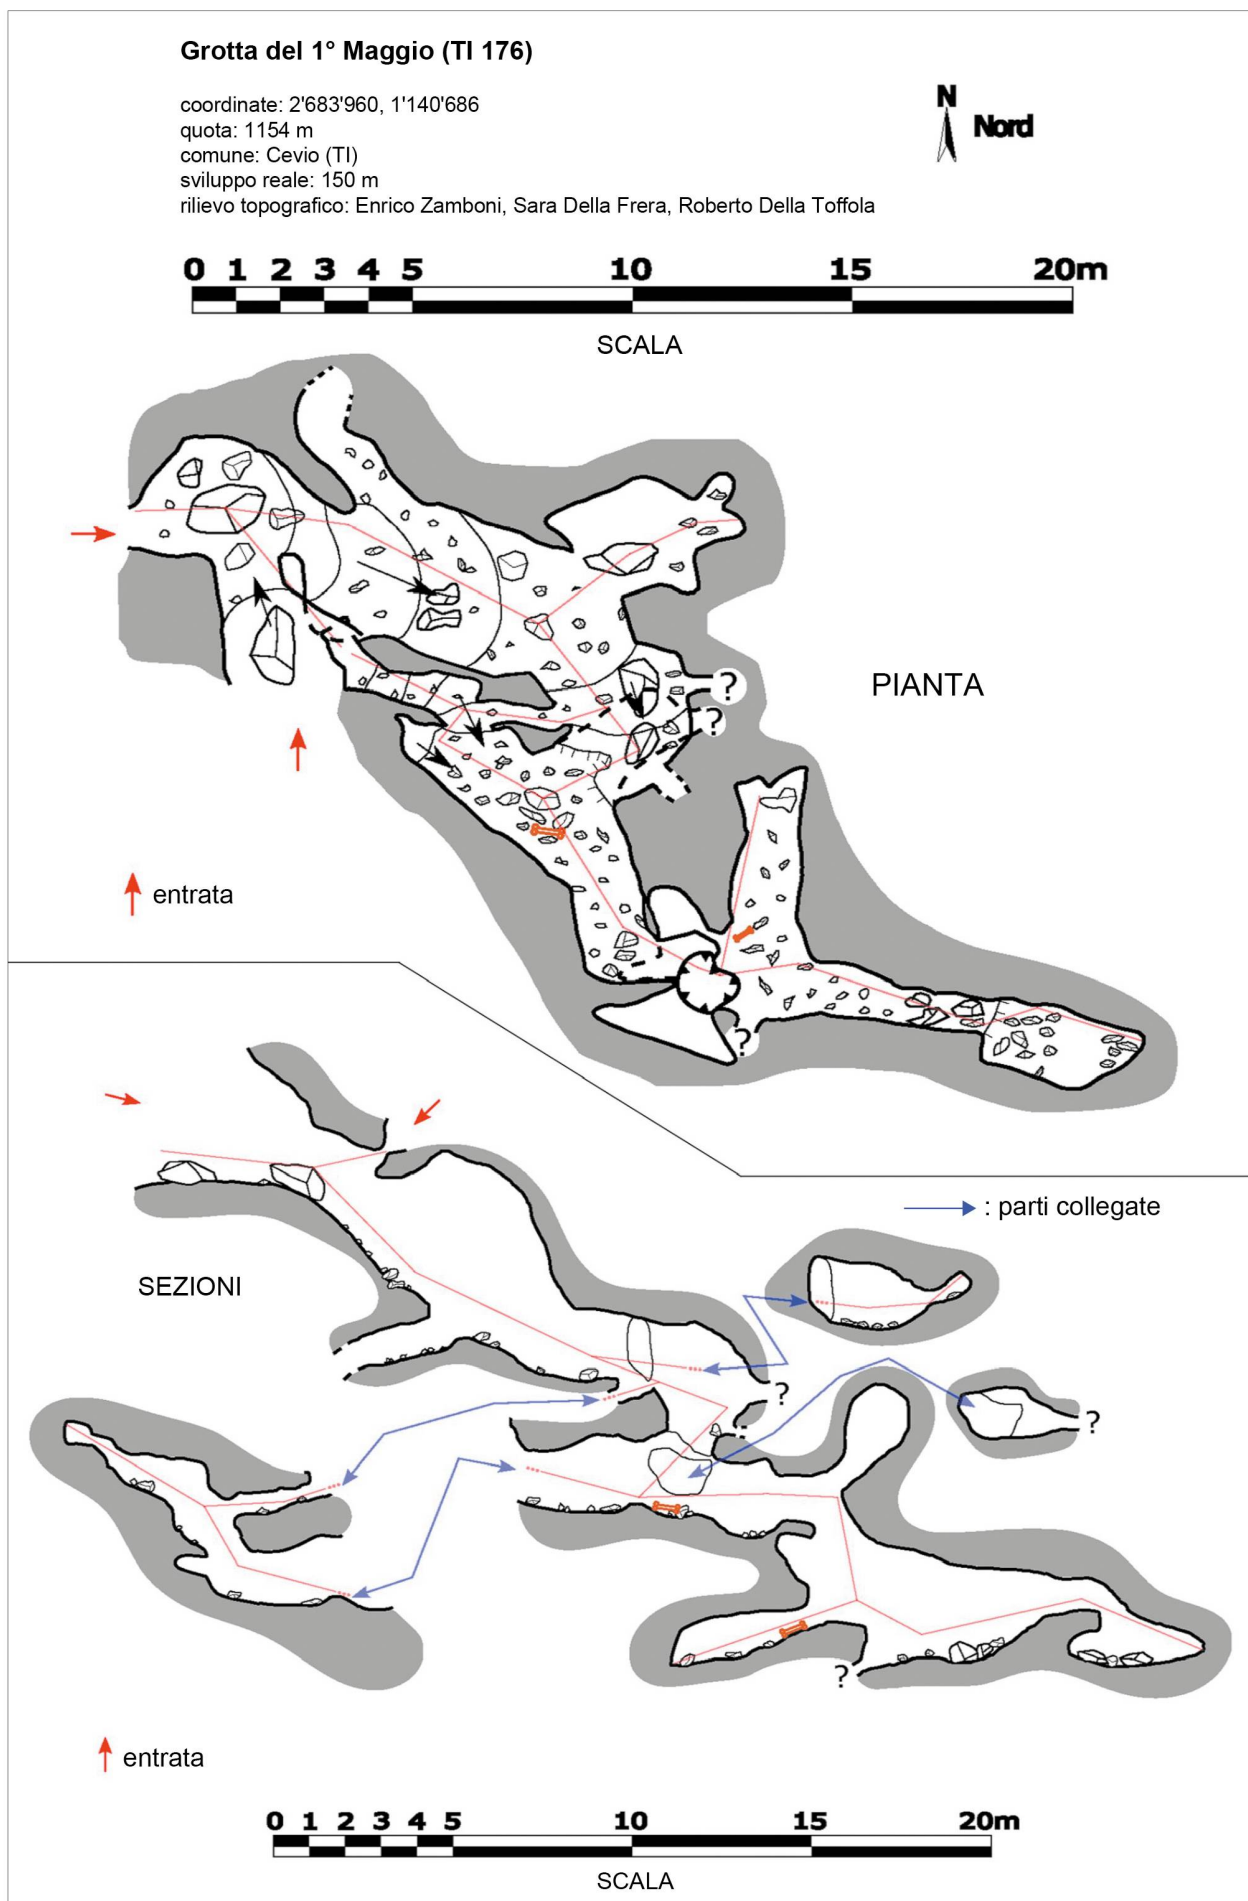 Grotta del 1° Maggio (TI 176)
coordinate: 2'683'960, 1'140'686
quota: 1154 m
comune: Cevio (TI)
sviluppo reale: 150 m
rilievo topografico: Enrico Zamboni, Sara Della Frera, Roberto Della Toffola
N
Nord
0 1 2 3 4 5 10 15 20m
SCALA
PIANTA
?
?
entrata
?
: parti collegate
SEZIONI
?
?
?
entrata
0 1 2 3 4 5 10 15 20m
SCALA